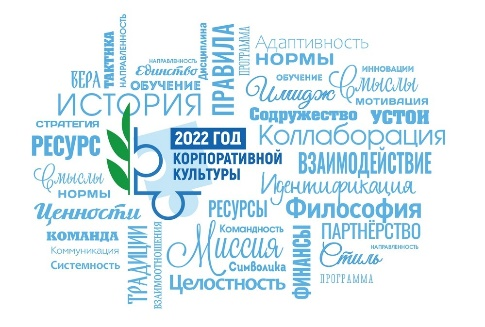 ВЕРА
ТАКТИКА
НАПРАВЛЕННОСТЬ
НАПРАВЛЕННОСТЬ
Единство
ОБУЧЕНИЕ
Дисциплина
ПРАВИЛА
ПРОГРАММА
Адаптивность
НОРМЫ
ОБУЧЕНИЕ
Имидж
ИННОВАЦИИ
Смыслы
МОТИВАЦИЯ
ИСТОРИЯ
СТРАТЕГИЯ
РЕСУРС
Содружество
УСТОИ
Коллаборация
2022 ГОД
КОРПОРАТИВНОЙ
КУЛЬТУРЫ
ВЗАИМОДЕЙСТВИЕ
Смыслы
НОРМЫ
Идентификация
Ценности
КОМАНДА
Коммуникация
Системность
ТРАДИЦИИ
ВЗАИМООТНОШЕНИЯ
РЕСУРСЫ
Командность
Миссия
Символика
Целостность
ФИНАНСЫ
Философия
ПАРТНЁРСТВО
НАПРАВЛЕННОСТЬ
Стиль
ПРОГРАММА